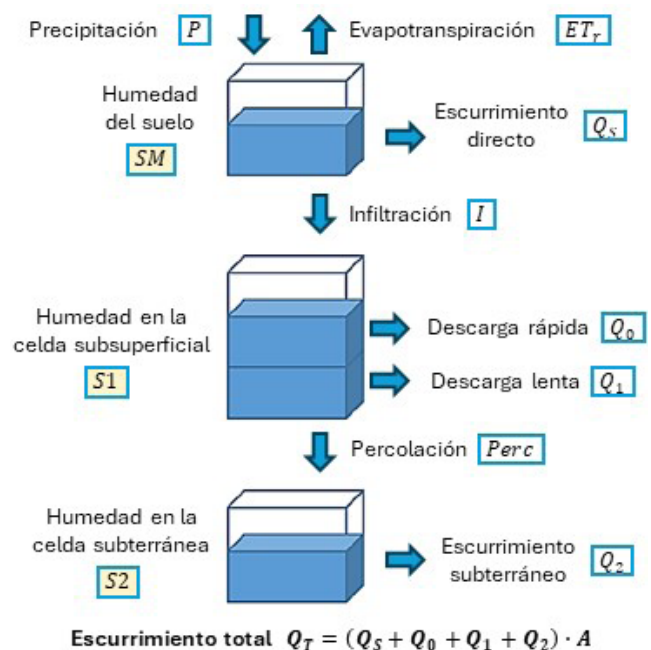 Precipitación P Evapotranspiración ET_r
Humedad
del suelo
SM
Escurrimiento
directo
Q_s
Infiltración I
Humedad en la
celda subsuperficial
S1
Descarga rápida Q_0
Descarga lenta Q_1
Percolación Perc
Humedad en la
celda subterránea
S2
Escurrimiento
subterráneo
Q_2
Escurrimiento total Q_T = (Q_S + Q_0 + Q_1 + Q_2) · A